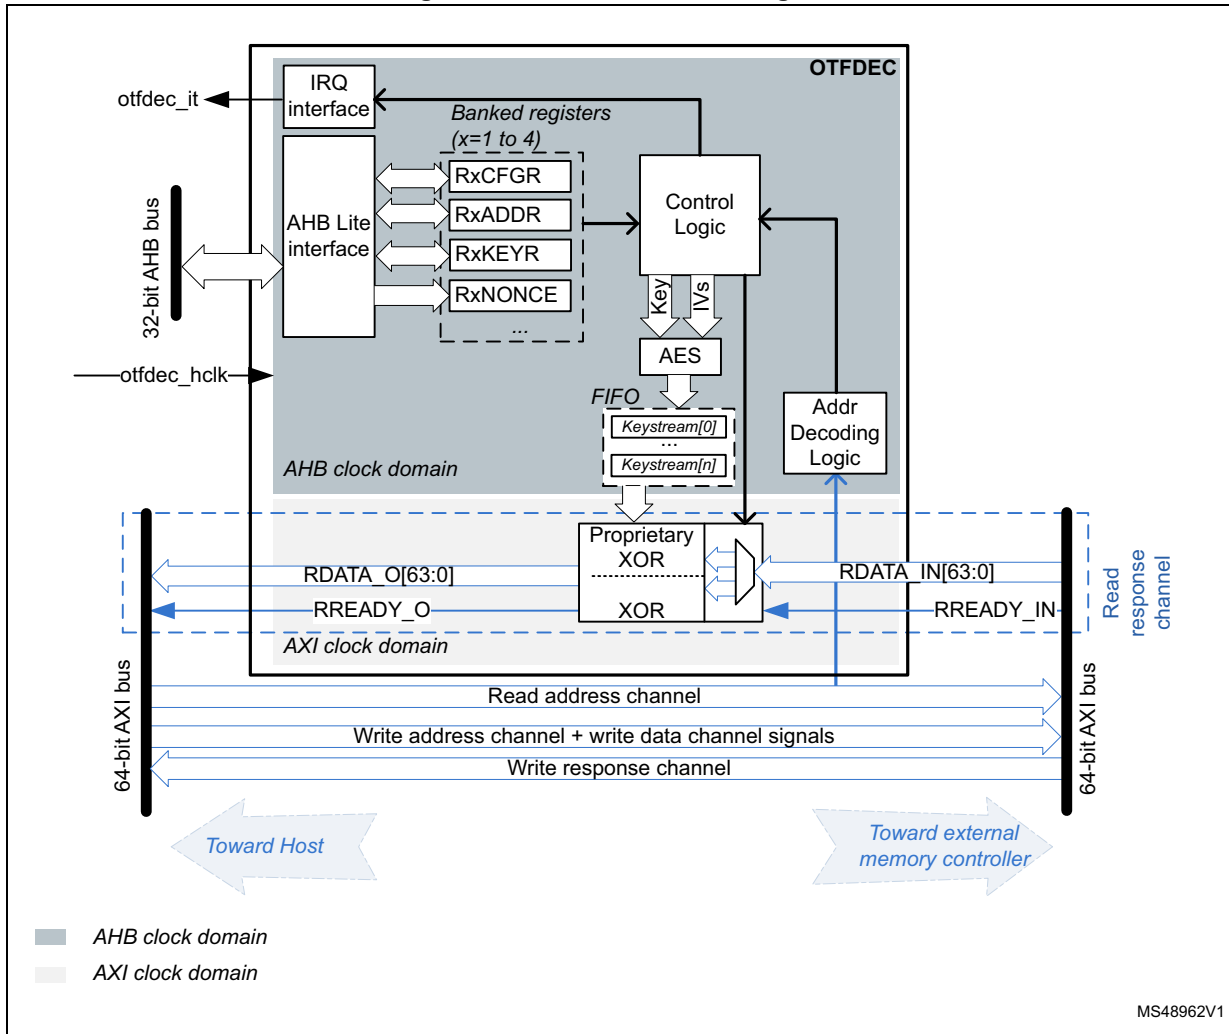 OTFDEC
IRQ
interface
otfdec_it
Banked registers
(x=1 to 4)
RxCFGR
RxADDR
RxKEYR
RxNONCE
...
AHB Lite
interface
32-bit AHB bus
otfdec_hclk
Control
Logic
Key
IVs
AES
FIFO
Keystream[0]
...
Keystream[n]
Addr
Decoding
Logic
AHB clock domain
Proprietary
XOR
XOR
RDATA_O[63:0]
RREADY_O
RDATA_IN[63:0]
RREADY_IN
Read
response
channel
AXI clock domain
64-bit AXI bus
64-bit AXI bus
Read address channel
Write address channel + write data channel signals
Write response channel
Toward Host
Toward external
memory controller
AHB clock domain
AXI clock domain
MS48962V1